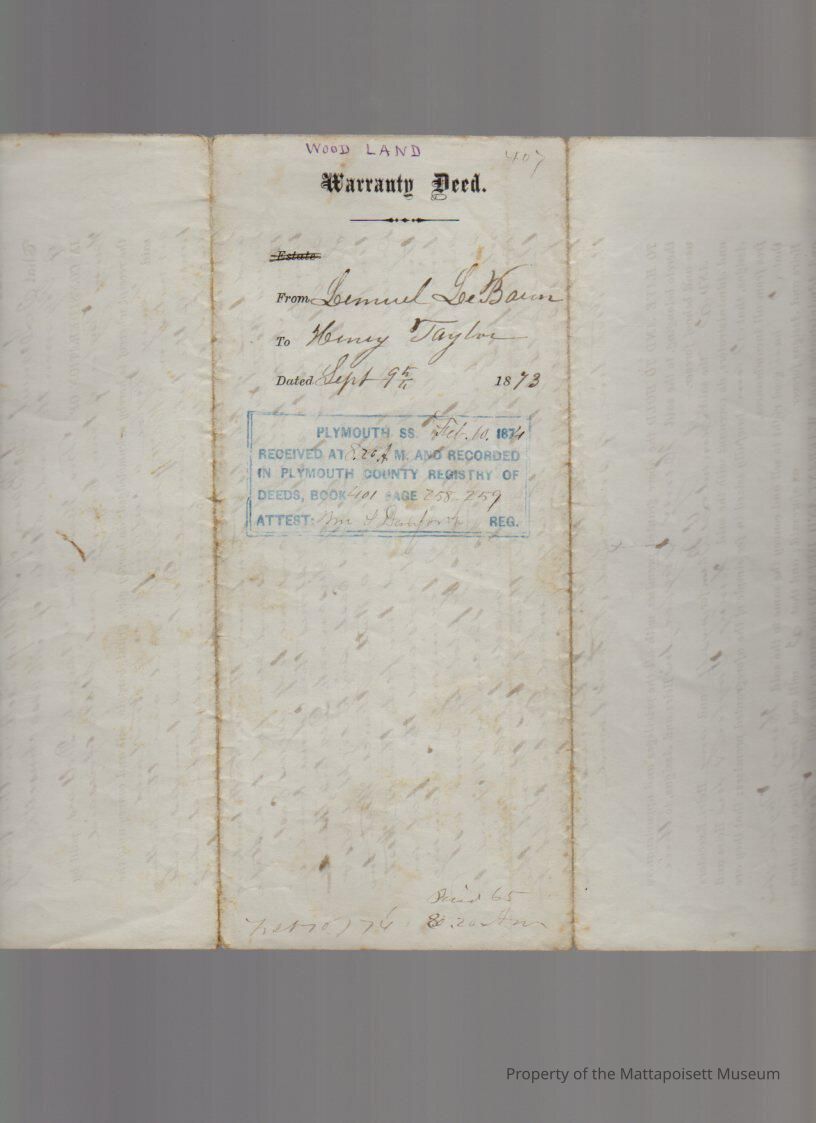 WOOD LAND
407
Warranty Deed.
Estate
From Lemuel LeBaron
To Henry Taylor
Dated Sept 9th 1873
PLYMOUTH SS. Feb. 10. 1874
RECEIVED AT 8.20 A M. AND RECORDED
IN PLYMOUTH COUNTY REGISTRY OF
DEEDS, BOOK 401 PAGE 258-259
ATTEST: Wm S Danforth REG.
Paid 65
Feb 10 / 74 8.20 Am
Property of the Mattapoisett Museum